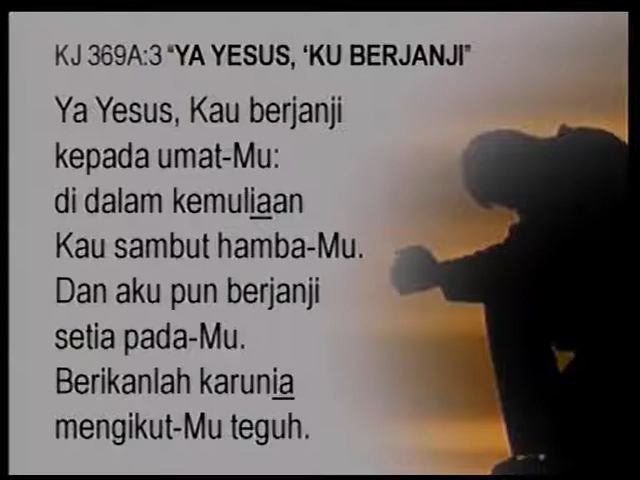 KJ 369A:3 "YA YESUS, 'KU BERJANJI"
Ya Yesus, Kau berjanji
kepada umat-Mu:
di dalam kemuliaan
Kau sambut hamba-Mu.
Dan aku pun berjanji
setia pada-Mu.
Berikanlah karunia
mengikut-Mu teguh.